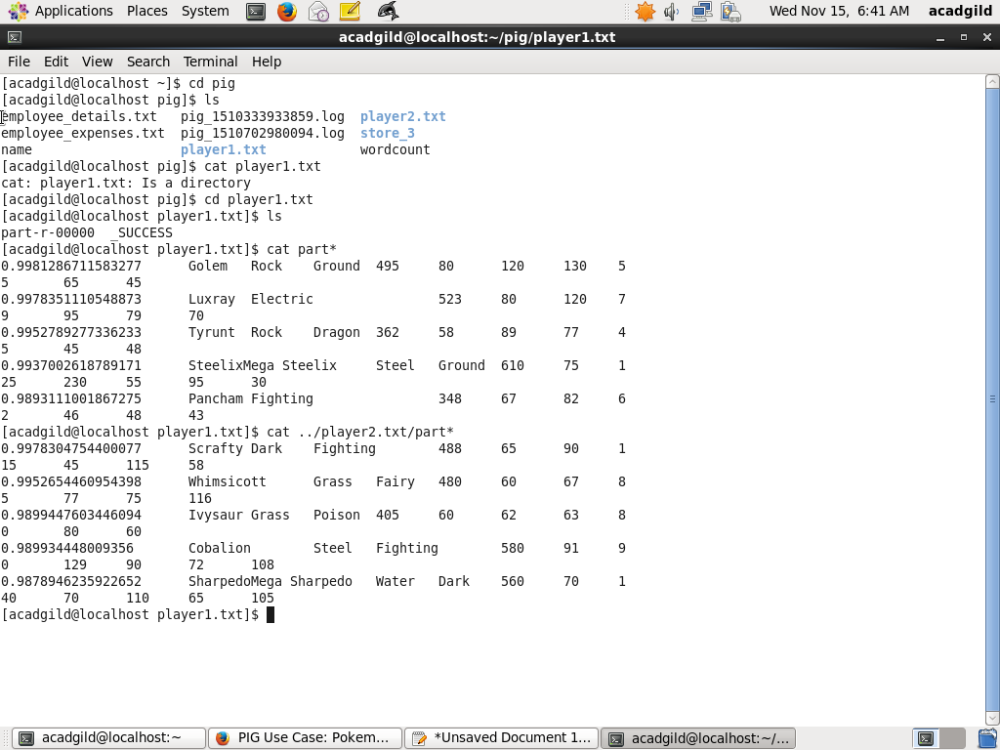 Applications Places System Wed Nov 15, 6:41 AM acadgild
acadgild@localhost:~/pig/player1.txt
File Edit View Search Terminal Help
[acadgild@localhost ~]$ cd pig
[acadgild@localhost pig]$ ls
employee_details.txt pig_1510333933859.log player2.txt
employee_expenses.txt pig_1510702980094.log store_3
name player1.txt wordcount
[acadgild@localhost pig]$ cat player1.txt
cat: player1.txt: Is a directory
[acadgild@localhost pig]$ cd player1.txt
[acadgild@localhost player1.txt]$ ls
part-r-00000 _SUCCESS
[acadgild@localhost player1.txt]$ cat part*
0.9981286711583277 Golem Rock Ground 495 80 120 130 5
5 65 45
0.9978351110548873 Luxray Electric 523 80 120 7
9 95 79 70
0.9952789277336233 Tyrunt Rock Dragon 362 58 89 77 4
5 45 48
0.9937002618789171 SteelixMega Steelix Steel Ground 610 75 1
25 230 55 95 30
0.9893111001867275 Pancham Fighting 348 67 82 6
2 46 48 43
[acadgild@localhost player1.txt]$ cat ../player2.txt/part*
0.9978304754400077 Scrafty Dark Fighting 488 65 90 1
15 45 115 58
0.9952654460954398 Whimsicott Grass Fairy 480 60 67 8
5 77 75 116
0.9899447603446094 Ivysaur Grass Poison 405 60 62 63 8
0 80 60
0.989934448009356 Cobalion Steel Fighting 580 91 9
0 129 90 72 108
0.9878946235922652 SharpedoMega Sharpedo Water Dark 560 70 1
40 70 110 65 105
[acadgild@localhost player1.txt]$
acadgild@localhost:~ PIG Use Case: Pokem... *Unsaved Document 1... acadgild@localhost:~/...